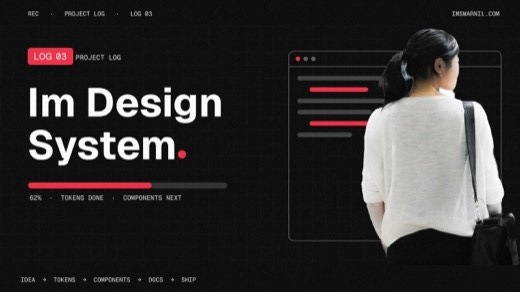 REC · PROJECT LOG · LOG 03
IMSWARNIL.COM
LOG 03 PROJECT LOG
Im Design
System.
62% · TOKENS DONE · COMPONENTS NEXT
IDEA → TOKENS → COMPONENTS → DOCS → SHIP